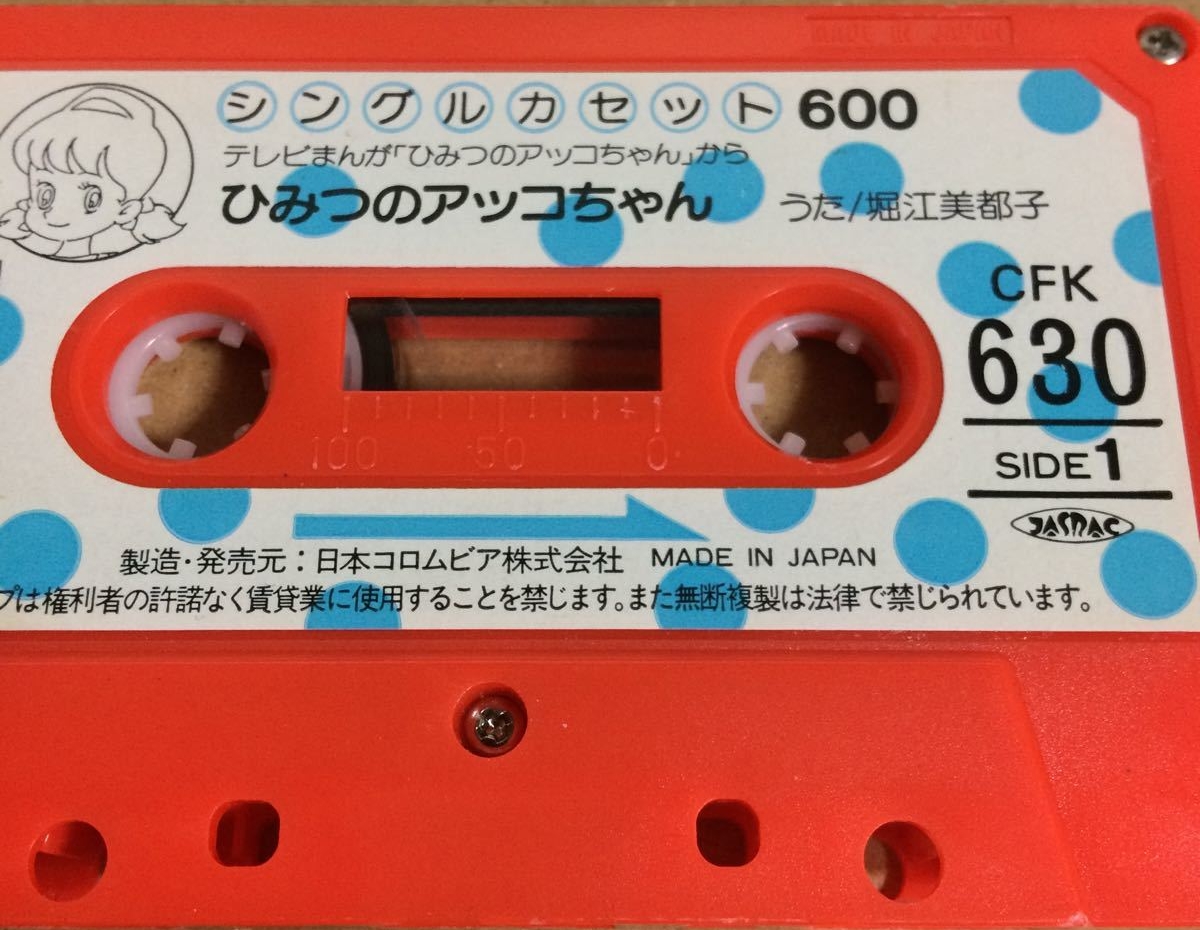 シングルカセット 600
テレビまんが「ひみつのアッコちゃん」から
ひみつのアッコちゃん うた/堀江美都子
CFK
630
SIDE 1
JASRAC
100 50 0
製造・発売元：日本コロムビア株式会社 MADE IN JAPAN
プは権利者の許諾なく賃貸業に使用することを禁じます。また無断複製は法律で禁じられています。